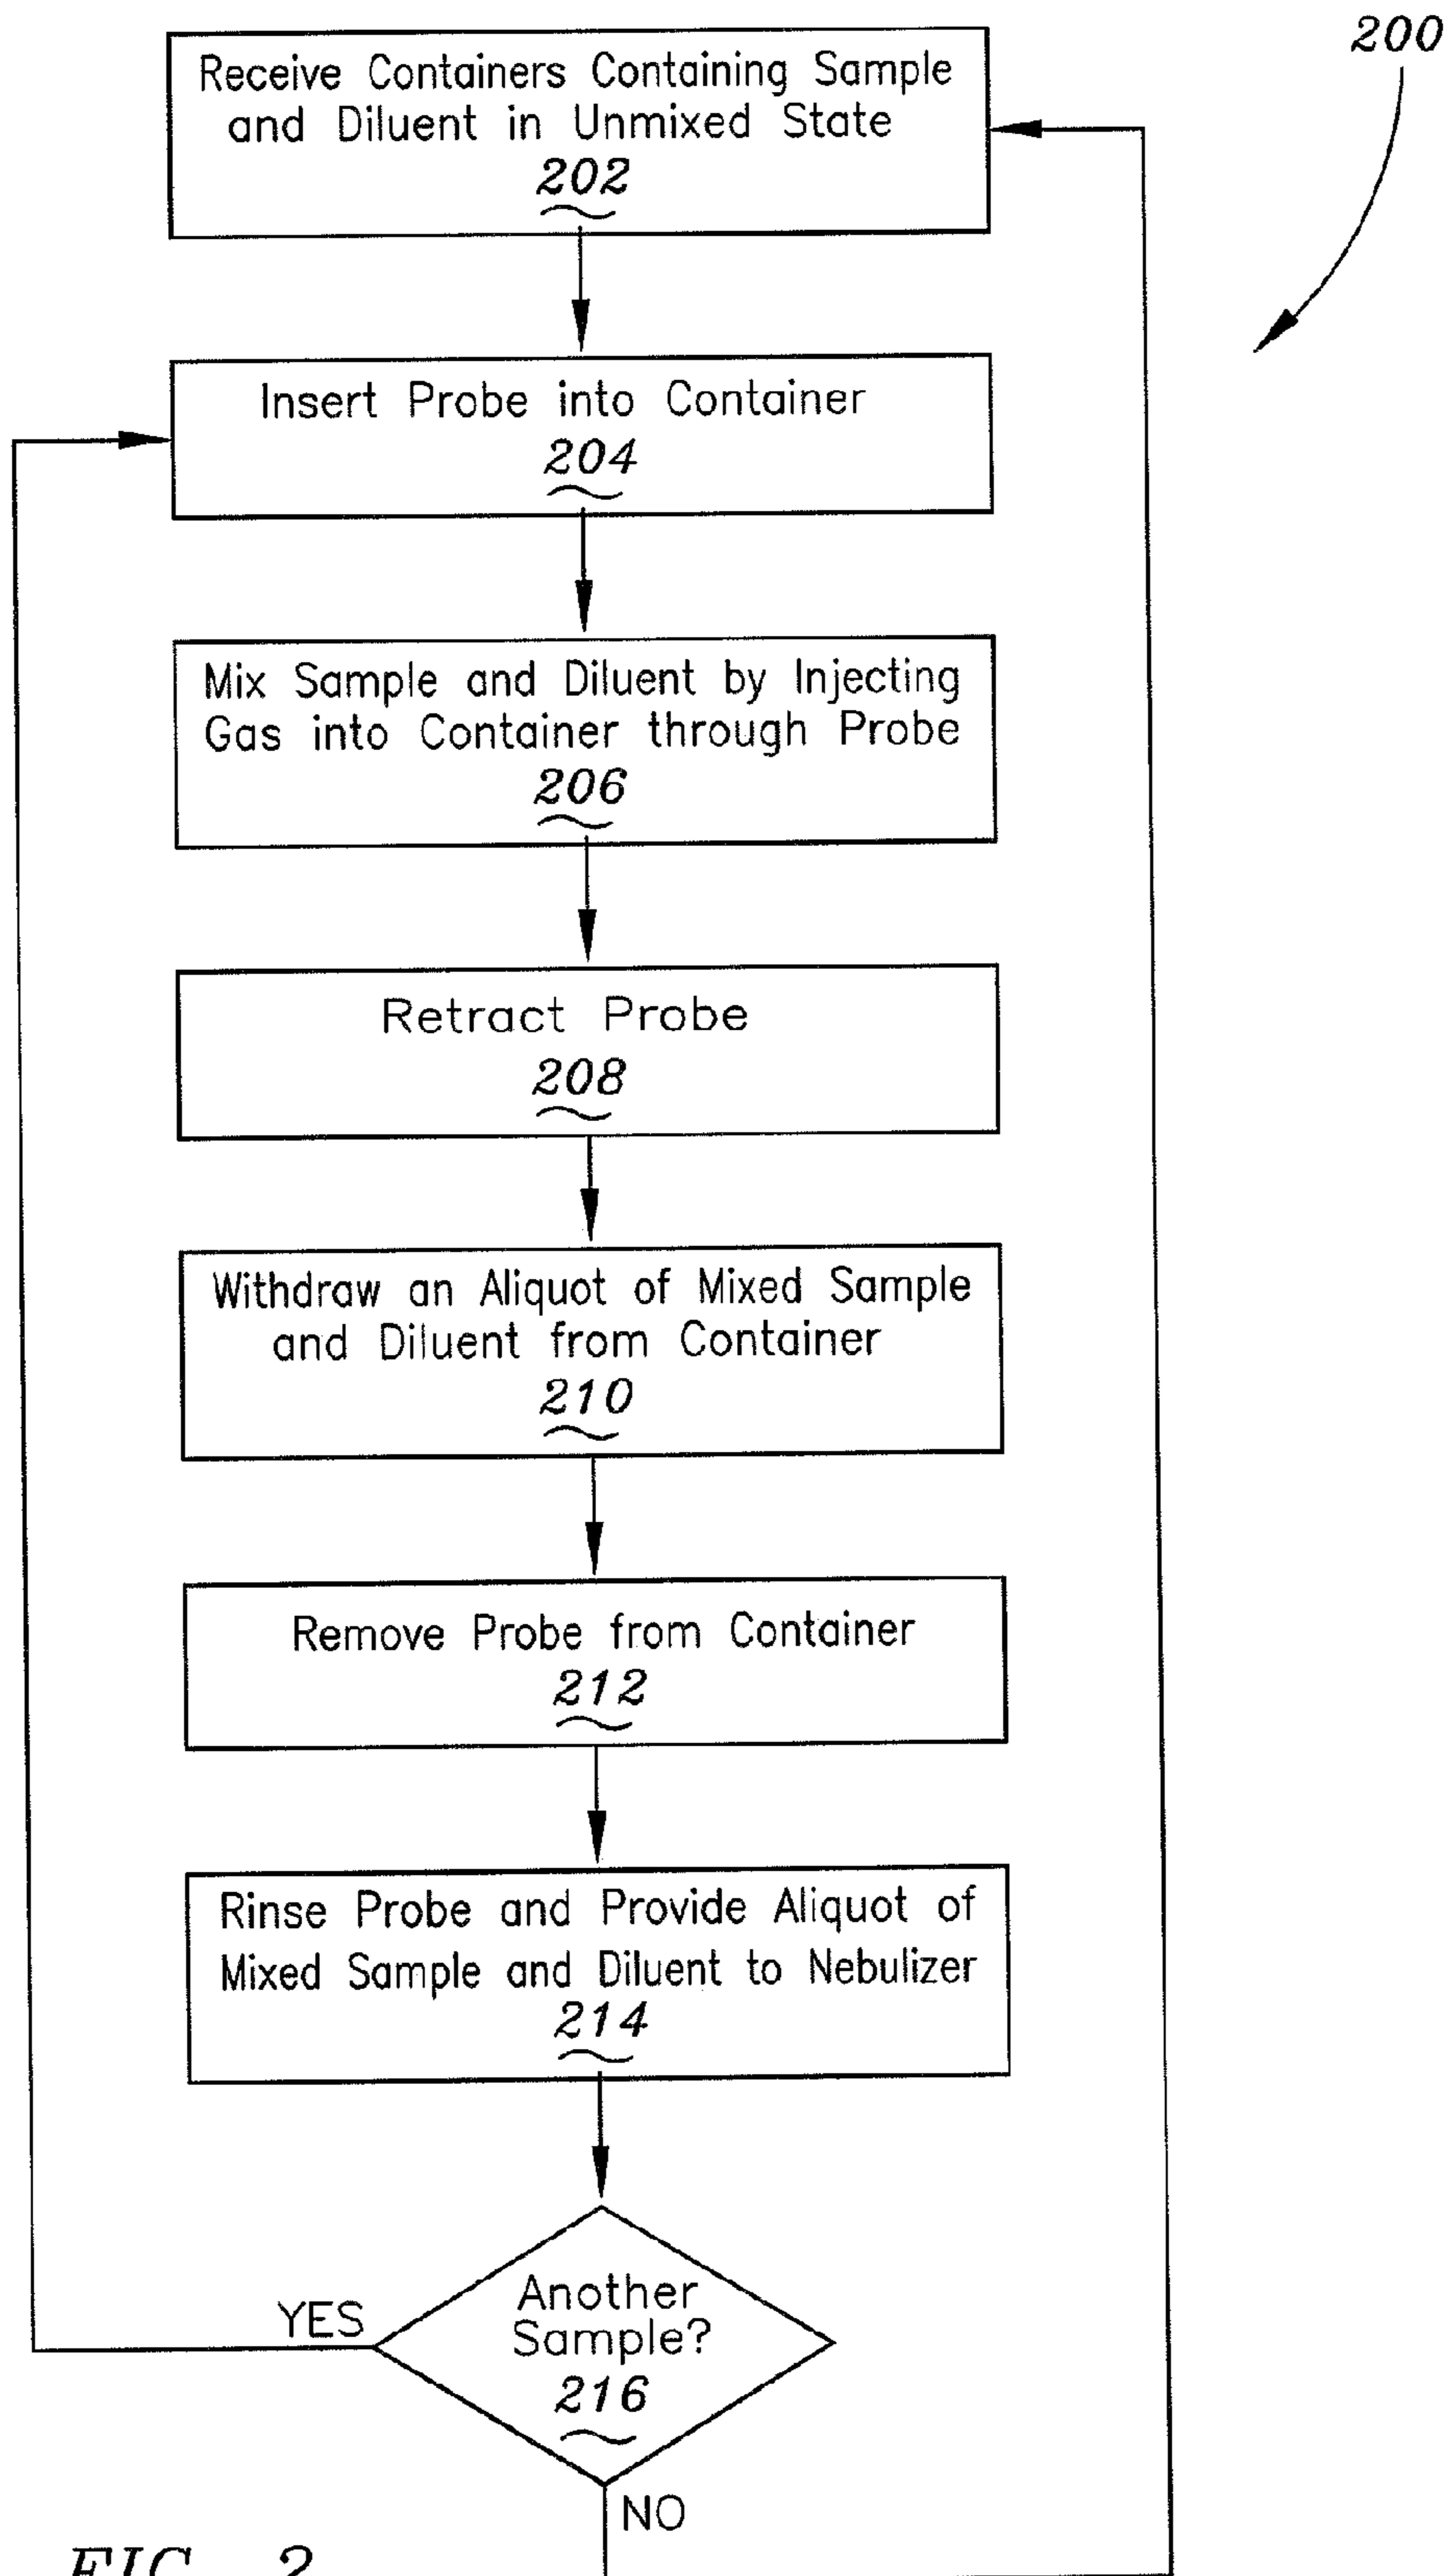 200
Receive Containers Containing Sample
and Diluent in Unmixed State
202
Insert Probe into Container
204
Mix Sample and Diluent by Injecting
Gas into Container through Probe
206
Retract Probe
208
Withdraw an Aliquot of Mixed Sample
and Diluent from Container
210
Remove Probe from Container
212
Rinse Probe and Provide Aliquot of
Mixed Sample and Diluent to Nebulizer
214
Another
Sample?
216
YES
NO
FIG. 2